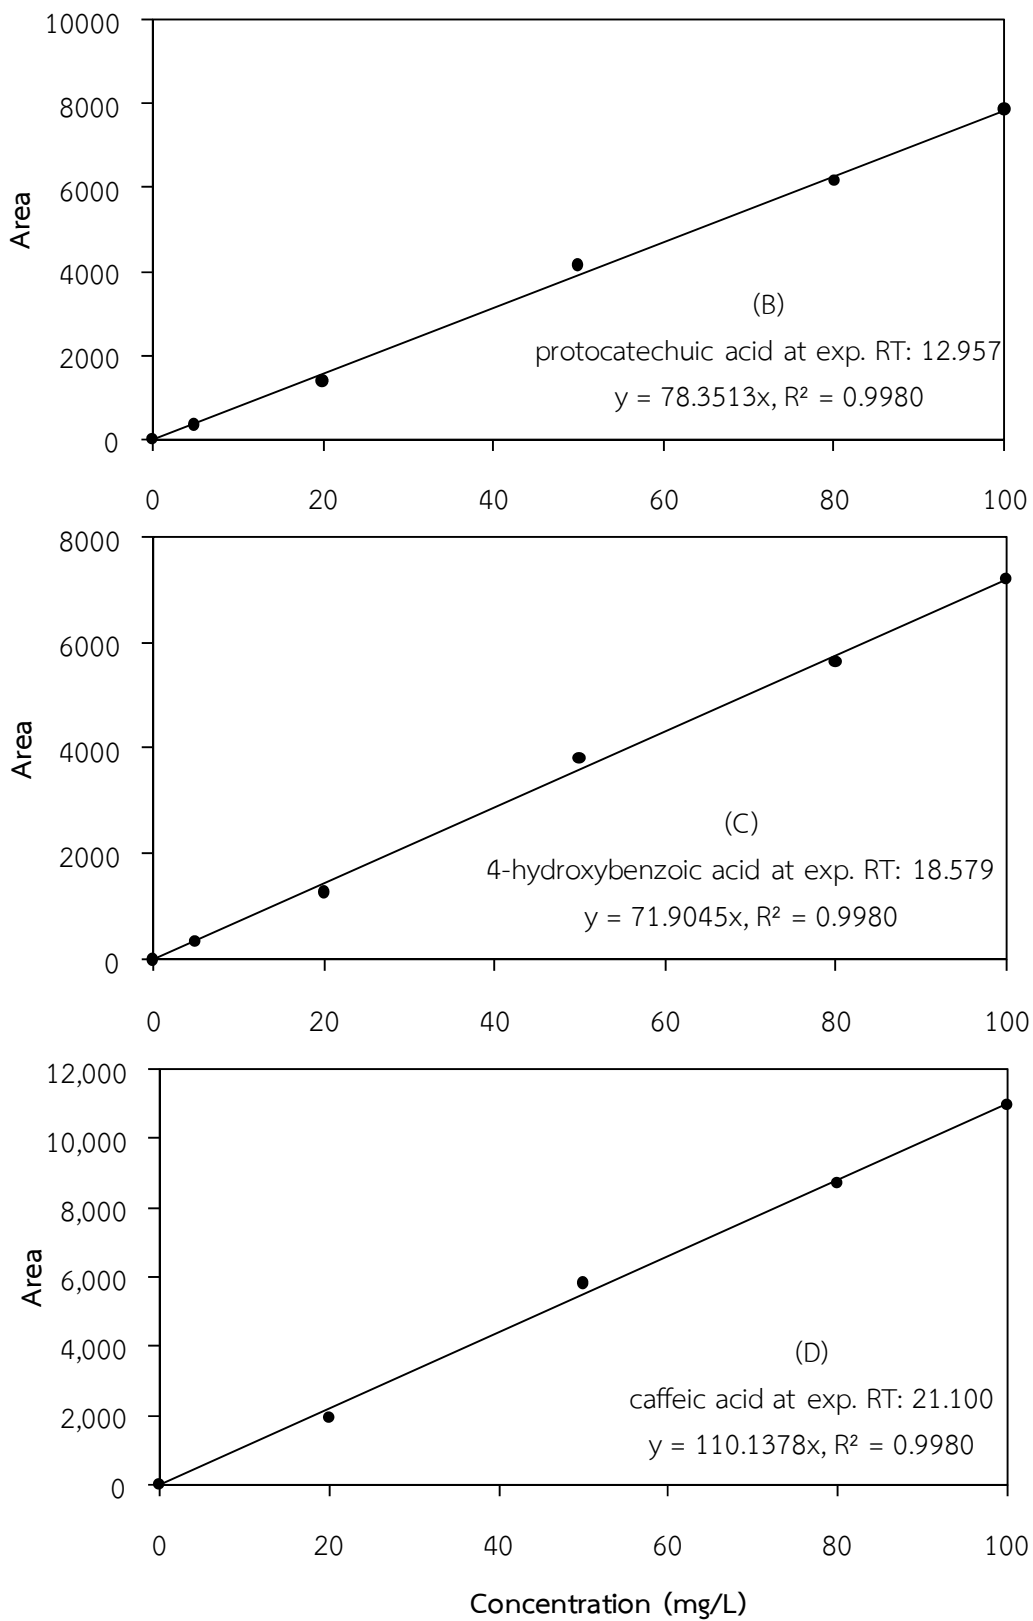 10000
8000
6000
4000
2000
0
Area
(B)
protocatechuic acid at exp. RT: 12.957
y = 78.3513x, R² = 0.9980
0 20 40 60 80 100
8000
6000
4000
2000
0
Area
(C)
4-hydroxybenzoic acid at exp. RT: 18.579
y = 71.9045x, R² = 0.9980
0 20 40 60 80 100
12,000
10,000
8,000
6,000
4,000
2,000
0
Area
(D)
caffeic acid at exp. RT: 21.100
y = 110.1378x, R² = 0.9980
0 20 40 60 80 100
Concentration (mg/L)